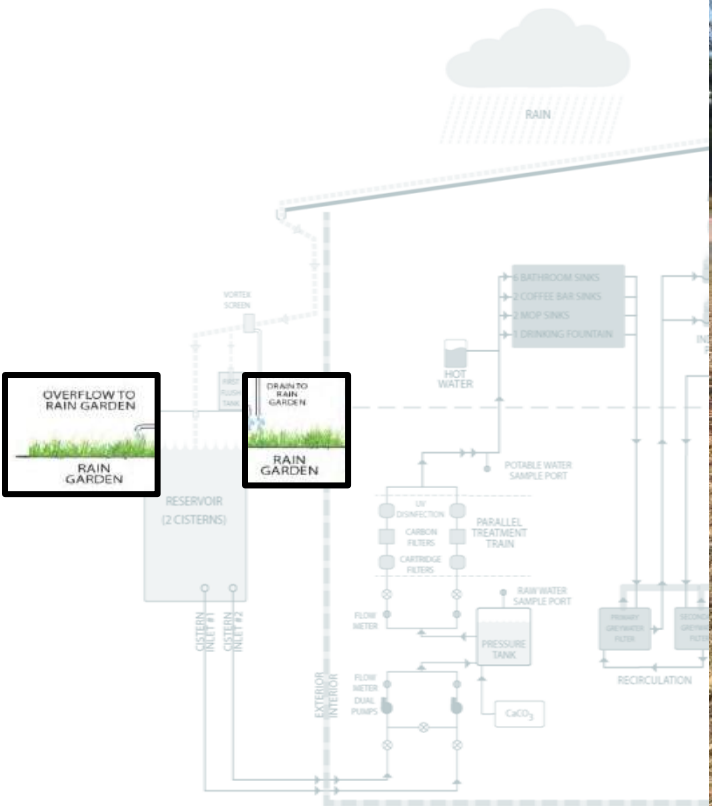 RAIN
VORTEX
SCREEN
6 BATHROOM SINKS
2 COFFEE BAR SINKS
2 MOP SINKS
1 DRINKING FOUNTAIN
HOT
WATER
FIRST
FLUSH
TANK
OVERFLOW TO
RAIN GARDEN
RAIN
GARDEN
DRAIN TO
RAIN
GARDEN
RAIN
GARDEN
RESERVOIR
(2 CISTERNS)
POTABLE WATER
SAMPLE PORT
UV
DISINFECTION
CARBON
FILTERS
CARTRIDGE
FILTERS
PARALLEL
TREATMENT
TRAIN
RAW WATER
SAMPLE PORT
FLOW
METER
PRESSURE
TANK
CISTERN
INLET #1
CISTERN
INLET #2
EXTERIOR
INTERIOR
FLOW
METER
DUAL
PUMPS
CaCO3
PRIMARY
GREYWATER
FILTER
RECIRCULATION